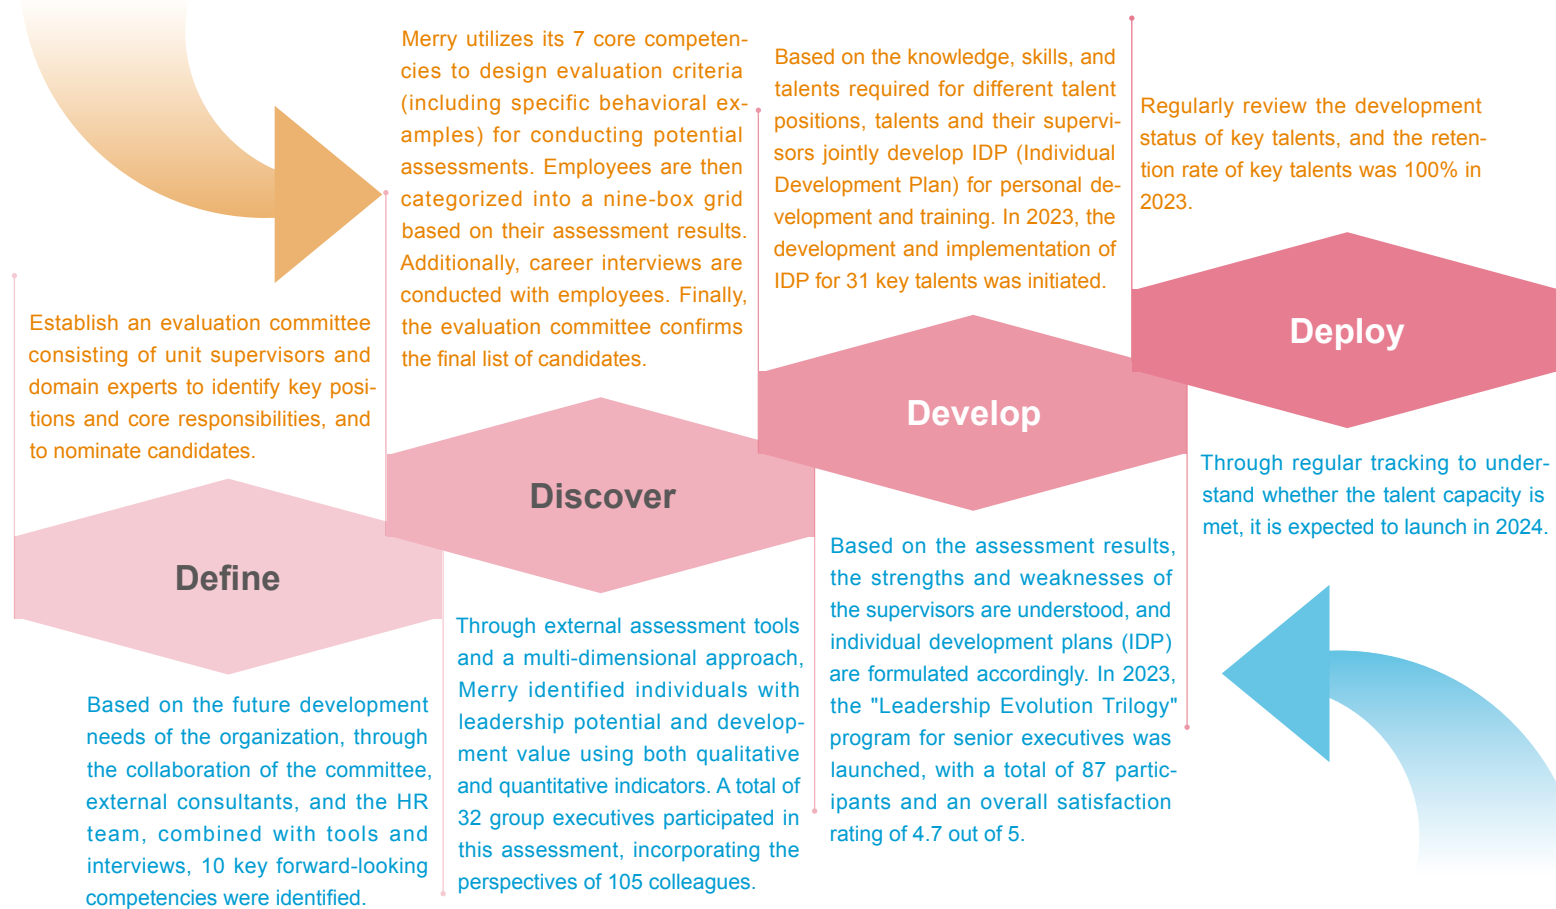 Establish an evaluation committee
consisting of unit supervisors and
domain experts to identify key posi-
tions and core responsibilities, and
to nominate candidates.
Define
Based on the future development
needs of the organization, through
the collaboration of the committee,
external consultants, and the HR
team, combined with tools and
interviews, 10 key forward-looking
competencies were identified.
Merry utilizes its 7 core competen-
cies to design evaluation criteria
(including specific behavioral ex-
amples) for conducting potential
assessments. Employees are then
categorized into a nine-box grid
based on their assessment results.
Additionally, career interviews are
conducted with employees. Finally,
the evaluation committee confirms
the final list of candidates.
Discover
Through external assessment tools
and a multi-dimensional approach,
Merry identified individuals with
leadership potential and develop-
ment value using both qualitative
and quantitative indicators. A total of
32 group executives participated in
this assessment, incorporating the
perspectives of 105 colleagues.
Based on the knowledge, skills, and
talents required for different talent
positions, talents and their supervi-
sors jointly develop IDP (Individual
Development Plan) for personal de-
velopment and training. In 2023, the
development and implementation of
IDP for 31 key talents was initiated.
Develop
Based on the assessment results,
the strengths and weaknesses of
the supervisors are understood, and
individual development plans (IDP)
are formulated accordingly. In 2023,
the "Leadership Evolution Trilogy"
program for senior executives was
launched, with a total of 87 partic-
ipants and an overall satisfaction
rating of 4.7 out of 5.
Regularly review the development
status of key talents, and the reten-
tion rate of key talents was 100% in
2023.
Deploy
Through regular tracking to under-
stand whether the talent capacity is
met, it is expected to launch in 2024.